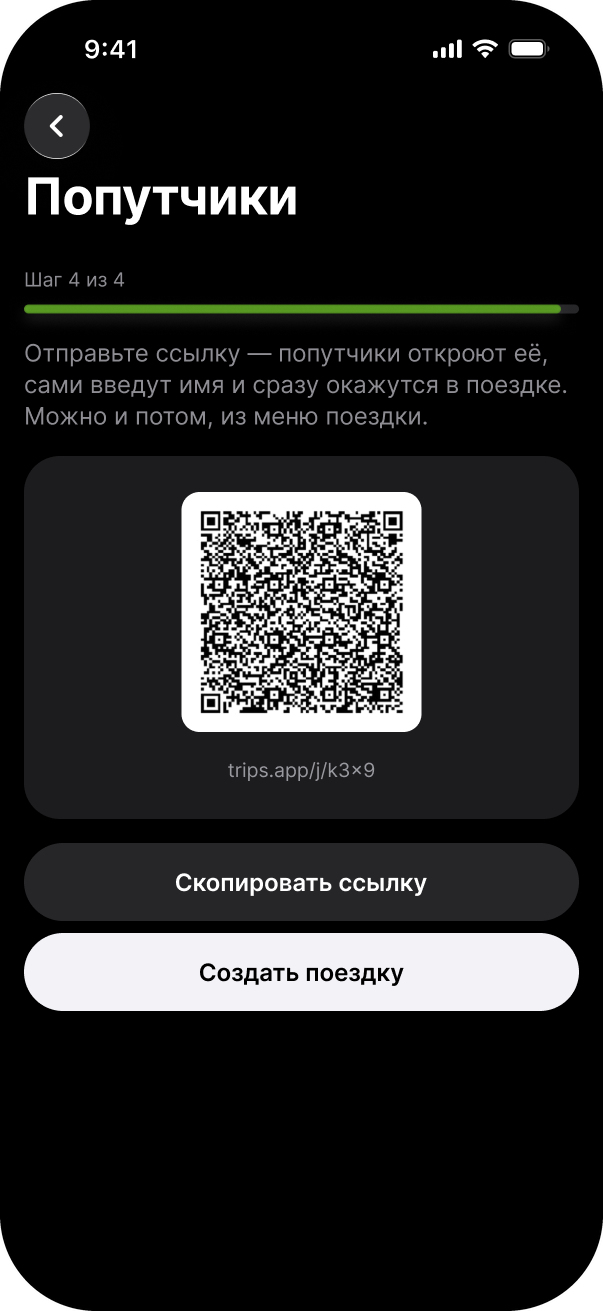 9:41
Попутчики
Шаг 4 из 4
Отправьте ссылку — попутчики откроют её,
сами введут имя и сразу окажутся в поездке.
Можно и потом, из меню поездки.
trips.app/j/k3×9
Скопировать ссылку
Создать поездку